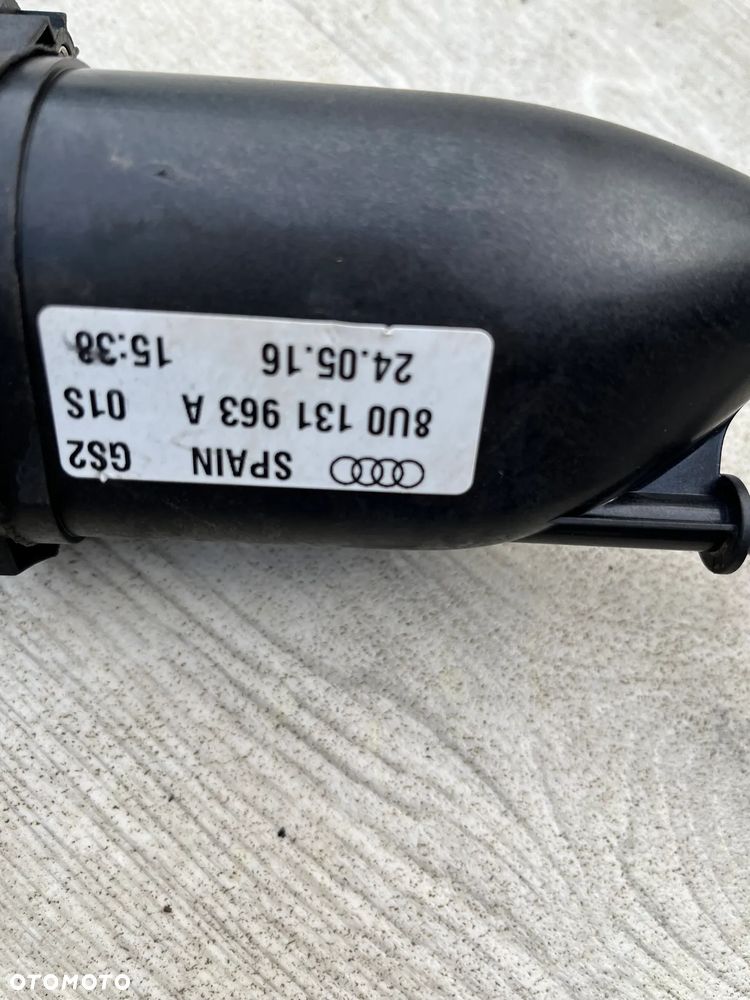 SPAIN GS2
8U0 131 963 A 01S
24.05.16 15:38
OTOMOTO